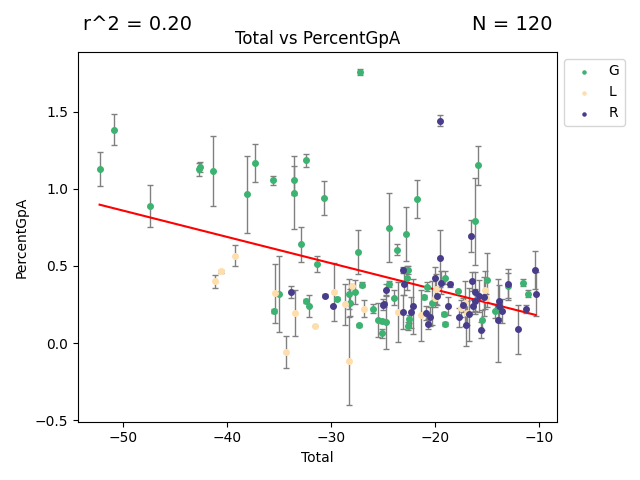 r^2 = 0.20
N = 120
Total vs PercentGpA
G
L
R
1.5
1.0
0.5
0.0
−0.5
PercentGpA
−50
−40
−30
−20
−10
Total